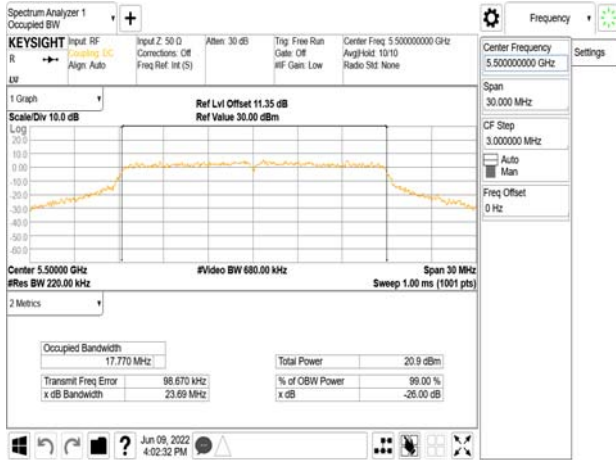 Spectrum Analyzer 1
Occupied BW
Frequency
KEYSIGHT
Input: RF
Coupling: DC
Align: Auto
Input Z: 50 Ω
Corrections: Off
Freq Ref: Int (S)
Atten: 30 dB
Trig: Free Run
Gate: Off
#IF Gain: Low
Center Freq: 5.500000000 GHz
Avg|Hold: 10/10
Radio Std: None
R
LXI
Center Frequency
5.500000000 GHz
Settings
Span
30.000 MHz
CF Step
3.000000 MHz
Auto
Man
Freq Offset
0 Hz
1 Graph
Scale/Div 10.0 dB
Ref Lvl Offset 11.35 dB
Ref Value 30.00 dBm
Log
20.0
10.0
0.00
-10.0
-20.0
-30.0
-40.0
-50.0
-60.0
Center 5.50000 GHz
#Video BW 680.00 kHz
Span 30 MHz
#Res BW 220.00 kHz
Sweep 1.00 ms (1001 pts)
2 Metrics
Occupied Bandwidth
17.770 MHz
Total Power 20.9 dBm
Transmit Freq Error 98.670 kHz
% of OBW Power 99.00 %
x dB Bandwidth 23.69 MHz
x dB -26.00 dB
Jun 09, 2022
4:02:32 PM